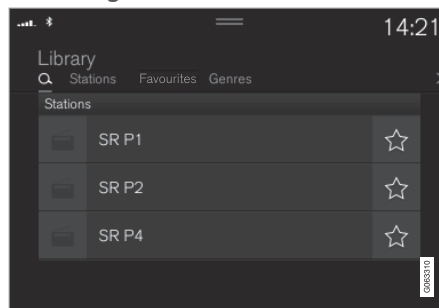 14:21
Library
Stations Favourites Genres
Stations
SR P1
SR P2
SR P4
G063310